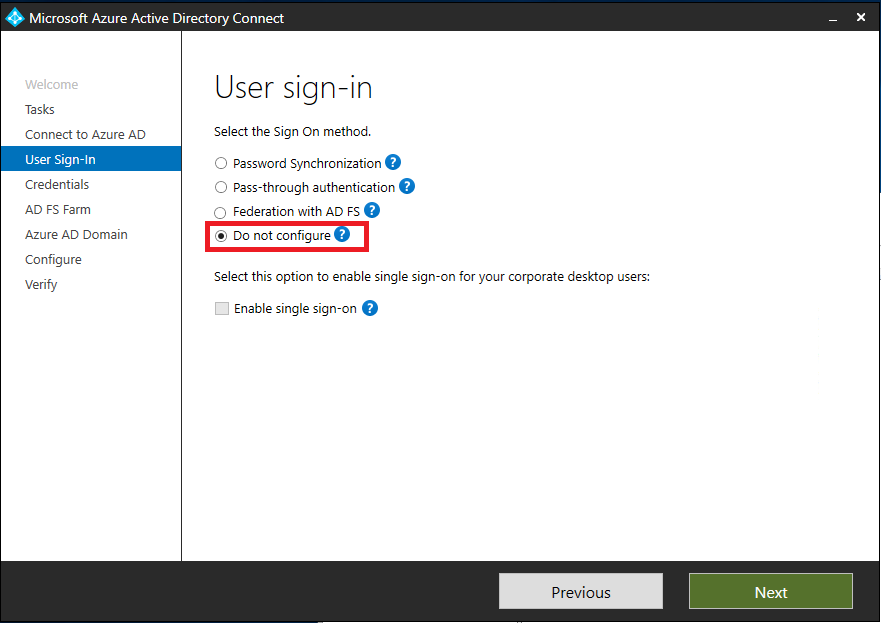 Microsoft Azure Active Directory Connect
Welcome
Tasks
Connect to Azure AD
User Sign-In
Credentials
AD FS Farm
Azure AD Domain
Configure
Verify
User sign-in
Select the Sign On method.
Password Synchronization ?
Pass-through authentication ?
Federation with AD FS ?
Do not configure ?
Select this option to enable single sign-on for your corporate desktop users:
Enable single sign-on ?
Previous
Next